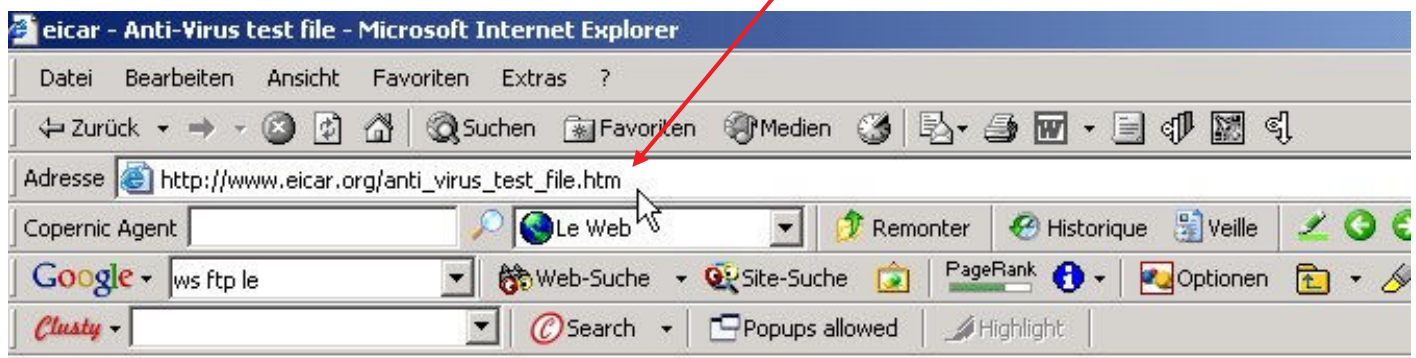 eicar - Anti-Virus test file - Microsoft Internet Explorer
Datei Bearbeiten Ansicht Favoriten Extras ?
Zurück Suchen Favoriten Medien W
Adresse http://www.eicar.org/anti_virus_test_file.htm
Copernic Agent Le Web Remonter Historique Veille
Google ws ftp le Web-Suche Site-Suche PageRank Optionen
Clusty Search Popups allowed Highlight